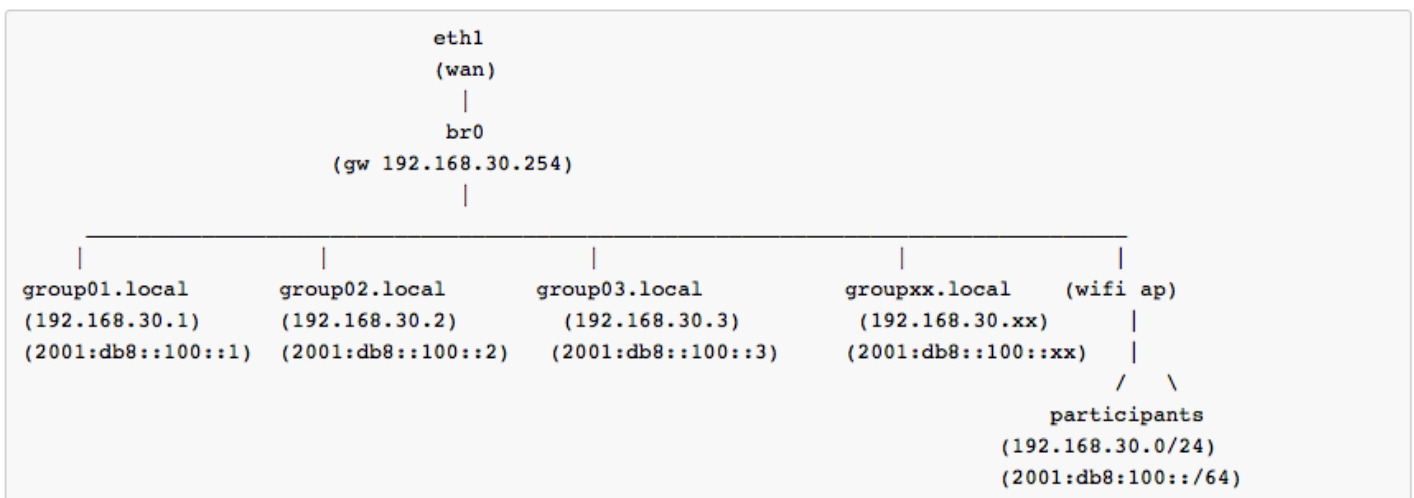 eth1
(wan)
br0
(gw 192.168.30.254)
group01.local group02.local group03.local groupxx.local (wifi ap)
(192.168.30.1) (192.168.30.2) (192.168.30.3) (192.168.30.xx)
(2001:db8::100::1) (2001:db8::100::2) (2001:db8::100::3) (2001:db8::100::xx)
participants
(192.168.30.0/24)
(2001:db8:100::/64)